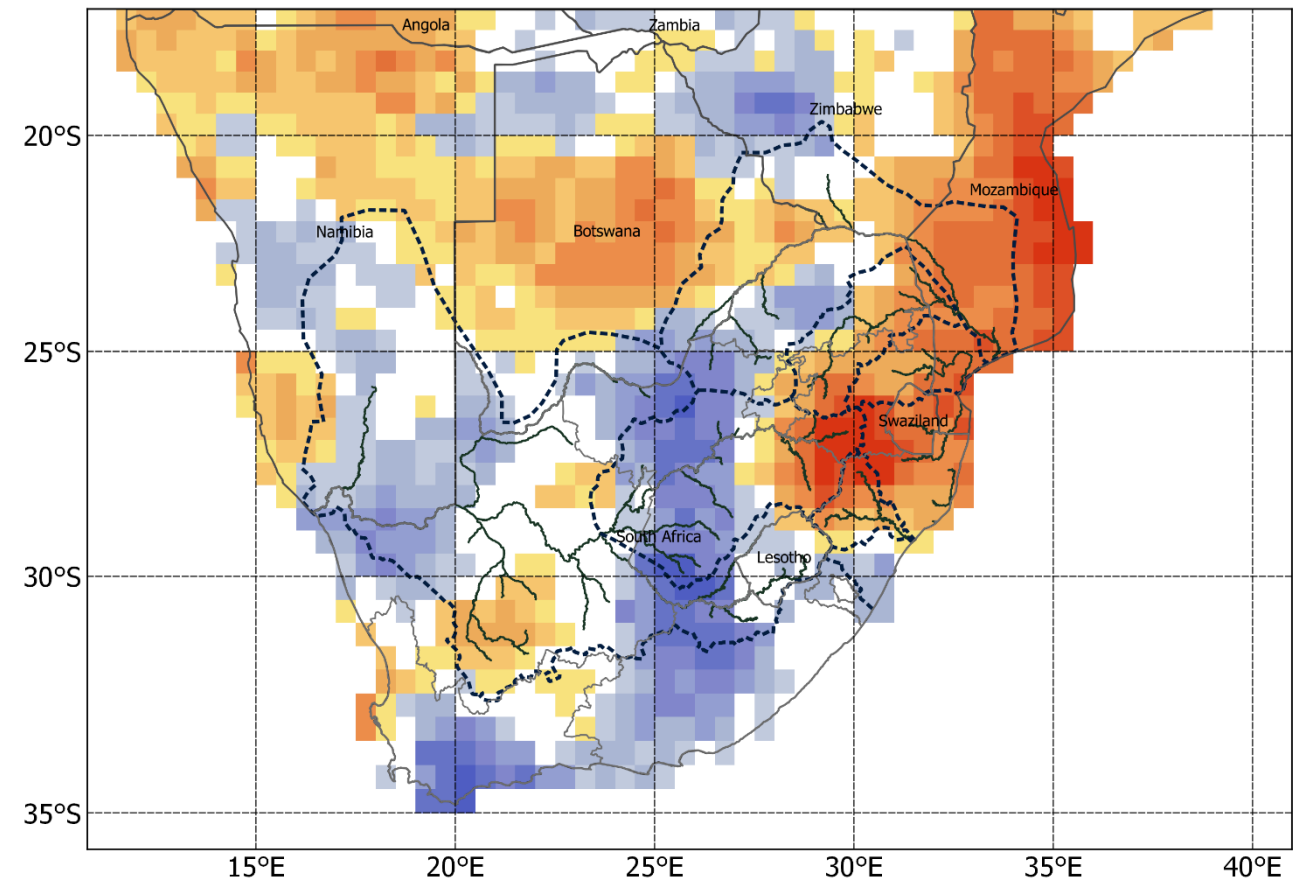 Angola
Zambia
Zimbabwe
20°S
Mozambique
Namibia
Botswana
25°S
Swaziland
South Africa
Lesotho
30°S
35°S
15°E
20°E
25°E
30°E
35°E
40°E